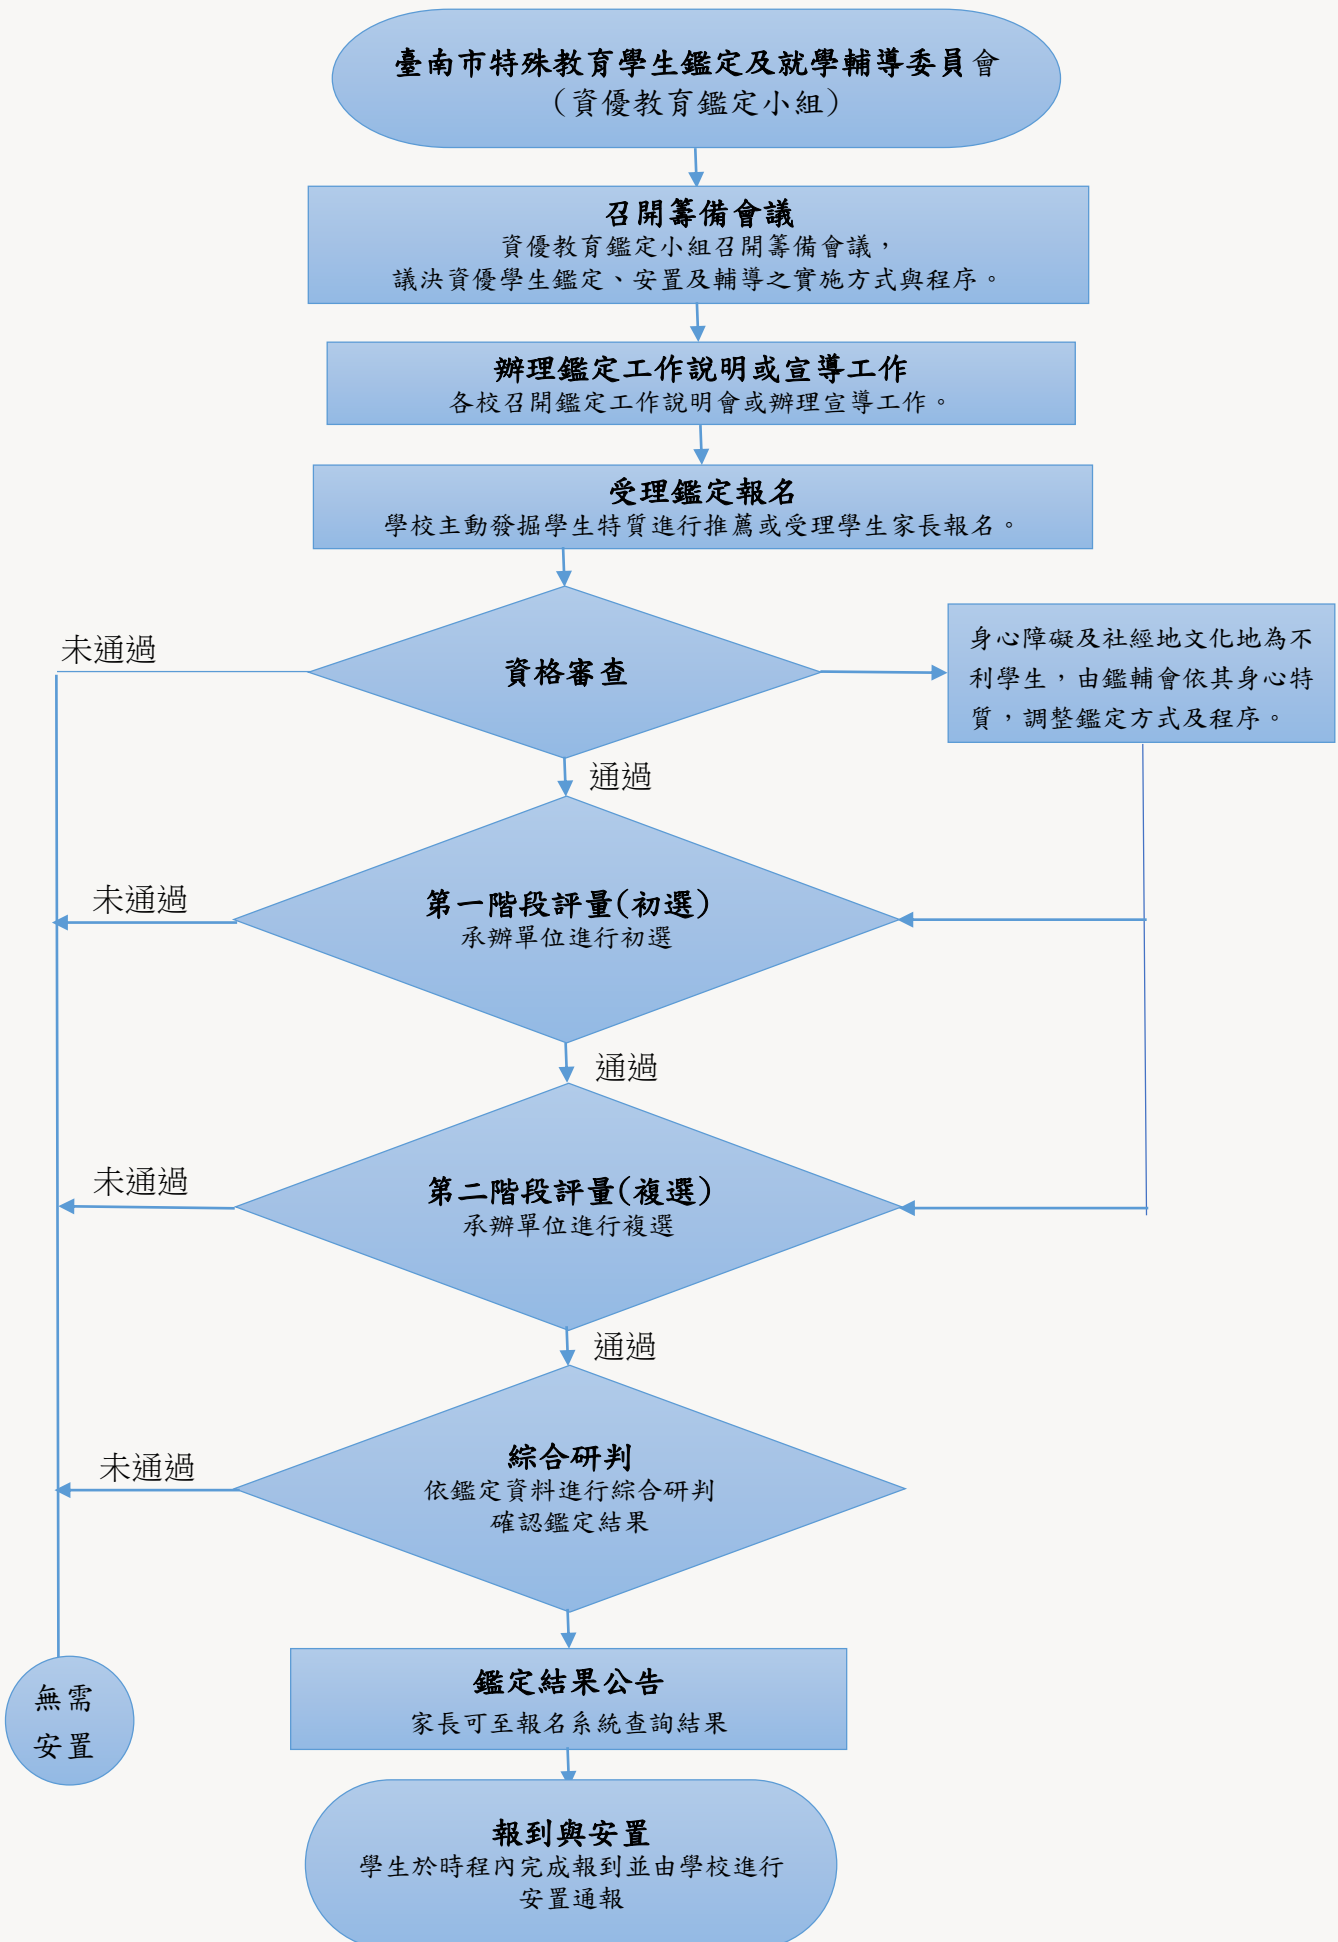 臺南市特殊教育學生鑑定及就學輔導委員會
(資優教育鑑定小組)
召開籌備會議
資優教育鑑定小組召開籌備會議，
議決資優學生鑑定、安置及輔導之實施方式與程序。
辦理鑑定工作說明或宣導工作
各校召開鑑定工作說明會或辦理宣導工作。
受理鑑定報名
學校主動發掘學生特質進行推薦或受理學生家長報名。
未通過
資格審查
身心障礙及社經地文化地為不
利學生，由鑑輔會依其身心特
質，調整鑑定方式及程序。
通過
未通過
第一階段評量(初選)
承辦單位進行初選
通過
未通過
第二階段評量(複選)
承辦單位進行複選
通過
未通過
綜合研判
依鑑定資料進行綜合研判
確認鑑定結果
無需
安置
鑑定結果公告
家長可至報名系統查詢結果
報到與安置
學生於時程內完成報到並由學校進行
安置通報